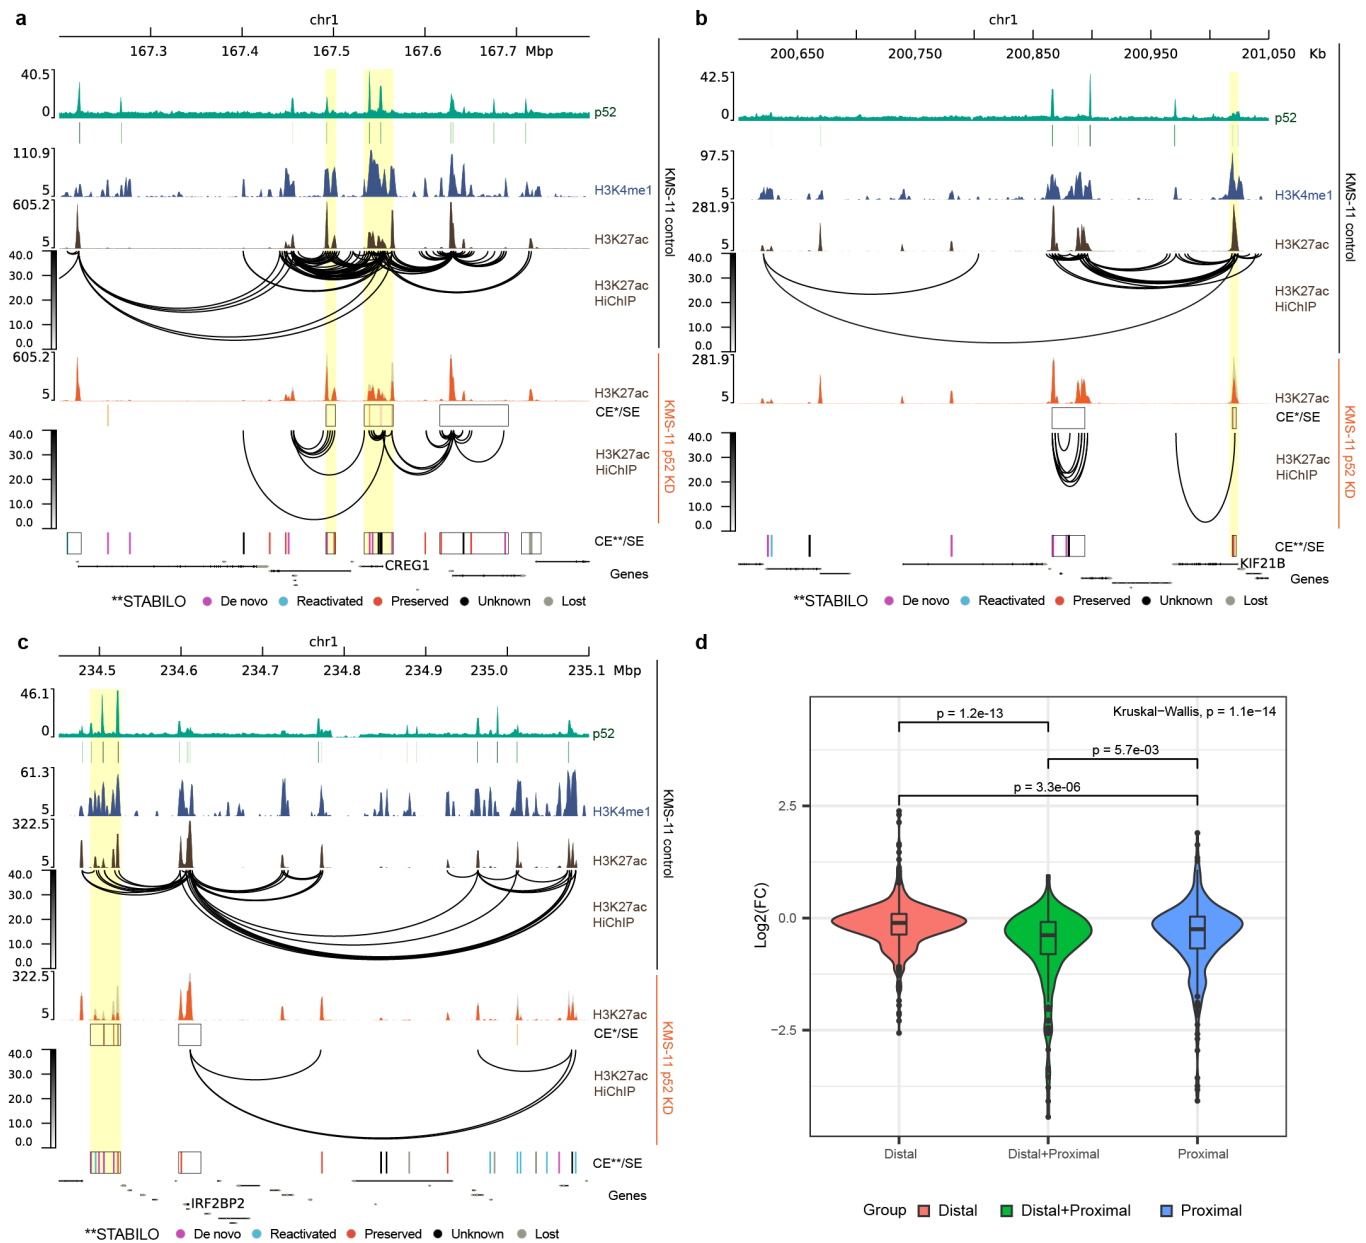 a
chr1
167.3 167.4 167.5 167.6 167.7 Mbp
40.5
0
p52
110.9
5
H3K4me1
605.2
5
H3K27ac
40.0
30.0
20.0
10.0
0.0
H3K27ac
HiChIP
KMS-11 control
605.2
5
H3K27ac
CE*/SE
40.0
30.0
20.0
10.0
0.0
H3K27ac
HiChIP
KMS-11 p52 KD
CE**/SE
CREG1
Genes
**STABILO De novo Reactivated Preserved Unknown Lost
b
chr1
200,650 200,750 200,850 200,950 201,050 Kb
42.5
0
p52
97.5
5
H3K4me1
281.9
5
H3K27ac
40.0
30.0
20.0
10.0
0.0
H3K27ac
HiChIP
KMS-11 control
281.9
5
H3K27ac
CE*/SE
40.0
30.0
20.0
10.0
0.0
H3K27ac
HiChIP
KMS-11 p52 KD
CE**/SE
KIF21B
Genes
**STABILO De novo Reactivated Preserved Unknown Lost
c
chr1
234.5 234.6 234.7 234.8 234.9 235.0 235.1 Mbp
46.1
0
p52
61.3
5
H3K4me1
322.5
5
H3K27ac
40.0
30.0
20.0
10.0
0.0
H3K27ac
HiChIP
KMS-11 control
322.5
5
H3K27ac
CE*/SE
40.0
30.0
20.0
10.0
0.0
H3K27ac
HiChIP
KMS-11 p52 KD
CE**/SE
IRF2BP2
Genes
**STABILO De novo Reactivated Preserved Unknown Lost
d
Kruskal−Wallis, p = 1.1e−14
p = 1.2e-13
p = 5.7e-03
p = 3.3e-06
2.5
0.0
−2.5
Log2(FC)
Distal Distal+Proximal Proximal
Group Distal Distal+Proximal Proximal